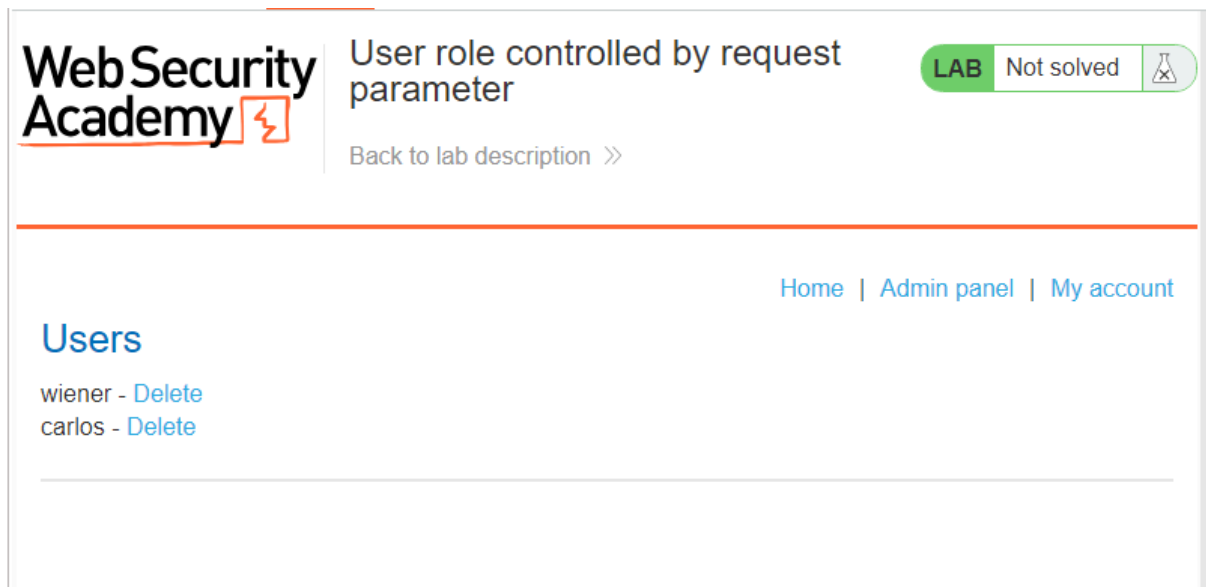 Web Security
Academy
User role controlled by request
parameter
Back to lab description >>
LAB Not solved
Home | Admin panel | My account
Users
wiener - Delete
carlos - Delete